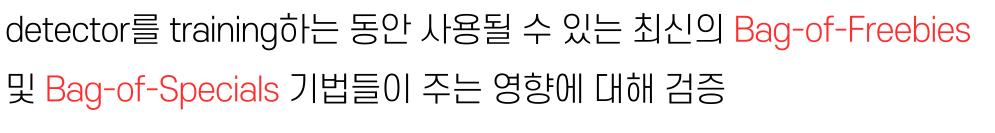 detector를 training하는 동안 사용될 수 있는 최신의 Bag-of-Freebies
및 Bag-of-Specials 기법들이 주는 영향에 대해 검증